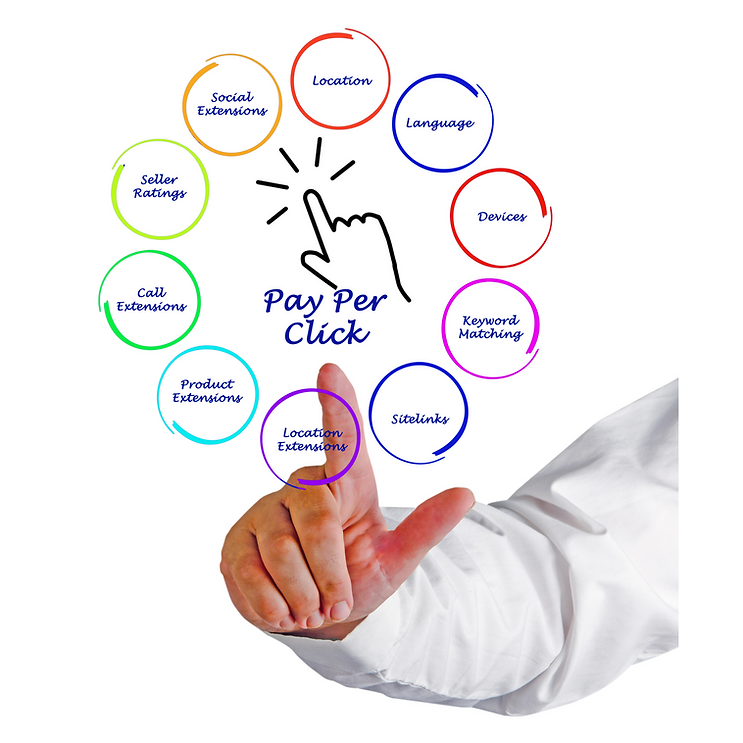 Location
Language
Devices
Keyword
Matching
Sitelinks
Location
Extensions
Product
Extensions
Call
Extensions
Seller
Ratings
Social
Extensions
Pay Per
Click